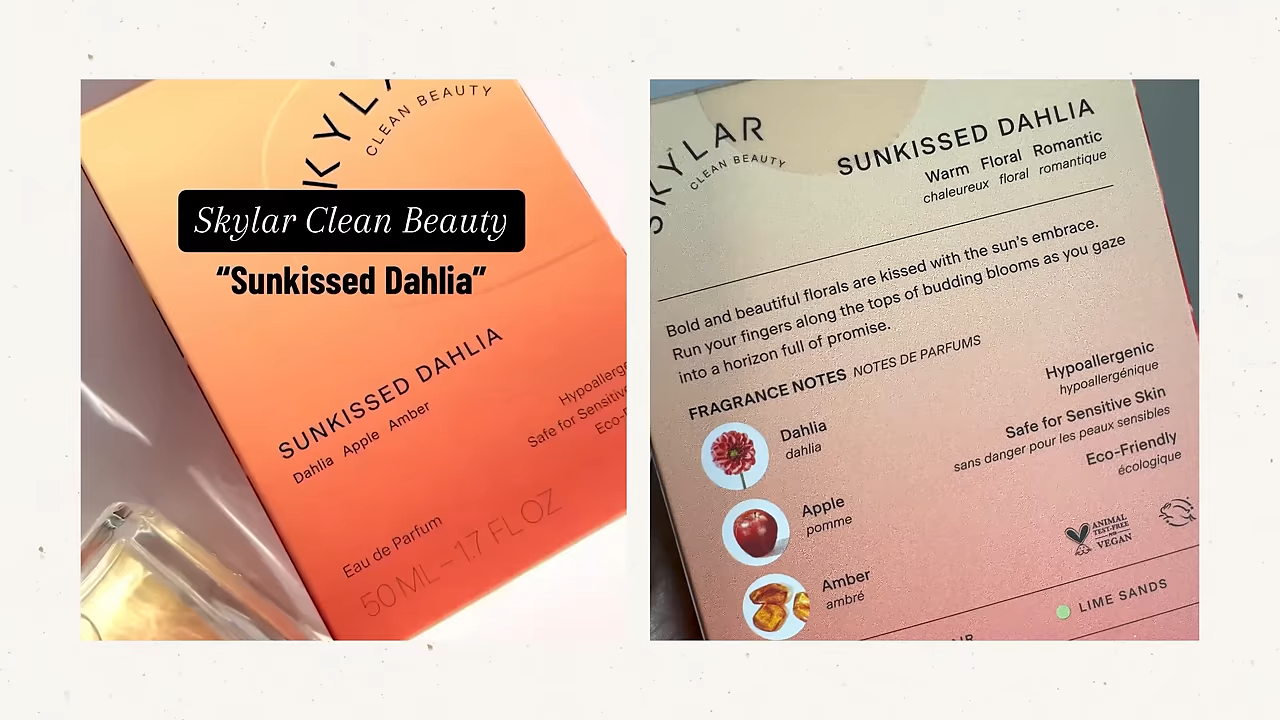 SKYLA
CLEAN BEAUTY
Skylar Clean Beauty
“Sunkissed Dahlia”
SUNKISSED DAHLIA
Dahlia Apple Amber
Hypoallerge
Safe for Sensitive
Eco-F
Eau de Parfum
50 ML – 1.7 FL OZ
SKYLAR
CLEAN BEAUTY
SUNKISSED DAHLIA
Warm Floral Romantic
chaleureux floral romantique
Bold and beautiful florals are kissed with the sun's embrace.
Run your fingers along the tops of budding blooms as you gaze
into a horizon full of promise.
FRAGRANCE NOTES NOTES DE PARFUMS
Dahlia
dahlia
Apple
pomme
Amber
ambré
Hypoallergenic
hypoallergénique
Safe for Sensitive Skin
sans danger pour les peaux sensibles
Eco-Friendly
écologique
ANIMAL
TEST-FREE
VEGAN
LIME SANDS